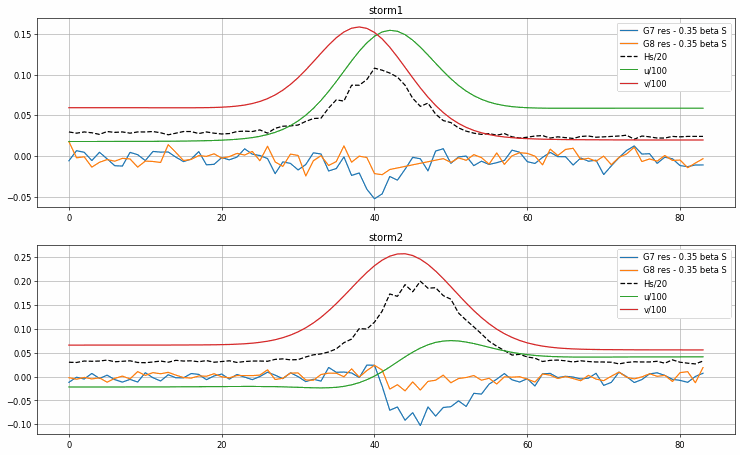 storm1
0.15
0.10
0.05
0.00
−0.05
G7 res - 0.35 beta S
G8 res - 0.35 beta S
Hs/20
u/100
v/100
0 20 40 60 80
storm2
0.25
0.20
0.15
0.10
0.05
0.00
−0.05
−0.10
G7 res - 0.35 beta S
G8 res - 0.35 beta S
Hs/20
u/100
v/100
0 20 40 60 80